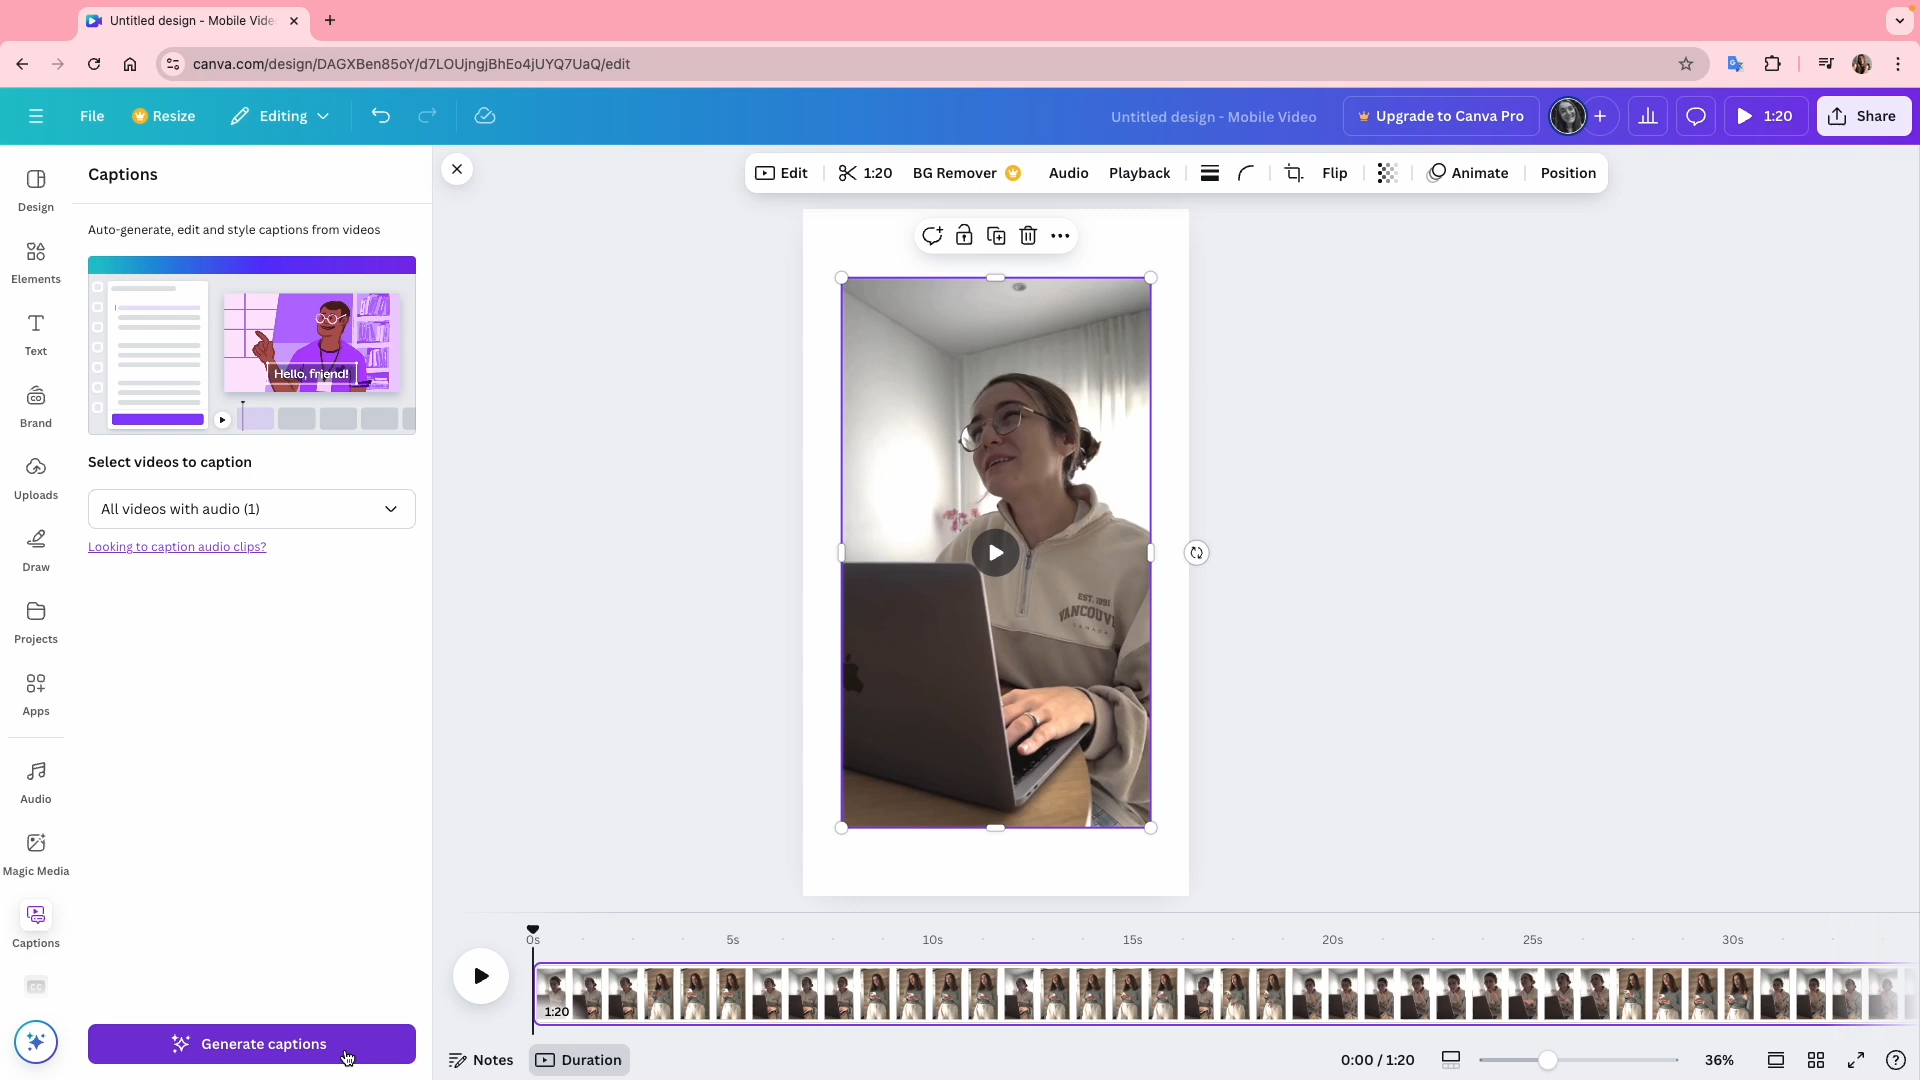 Untitled design - Mobile Vide
canva.com/design/DAGXBen85oY/d7LOUjngjBhEo4jUYQ7UaQ/edit
File
Resize
Editing
Untitled design - Mobile Video
Upgrade to Canva Pro
1:20
Share
Design
Elements
Text
Brand
Uploads
Draw
Projects
Apps
Audio
Magic Media
Captions
Captions
Auto-generate, edit and style captions from videos
Hello, friend!
Select videos to caption
All videos with audio (1)
Looking to caption audio clips?
Generate captions
Edit
1:20
BG Remover
Audio
Playback
Flip
Animate
Position
EST. 1891
VANCOUV
CANADA
0s
5s
10s
15s
20s
25s
30s
1:20
Notes
Duration
0:00 / 1:20
36%